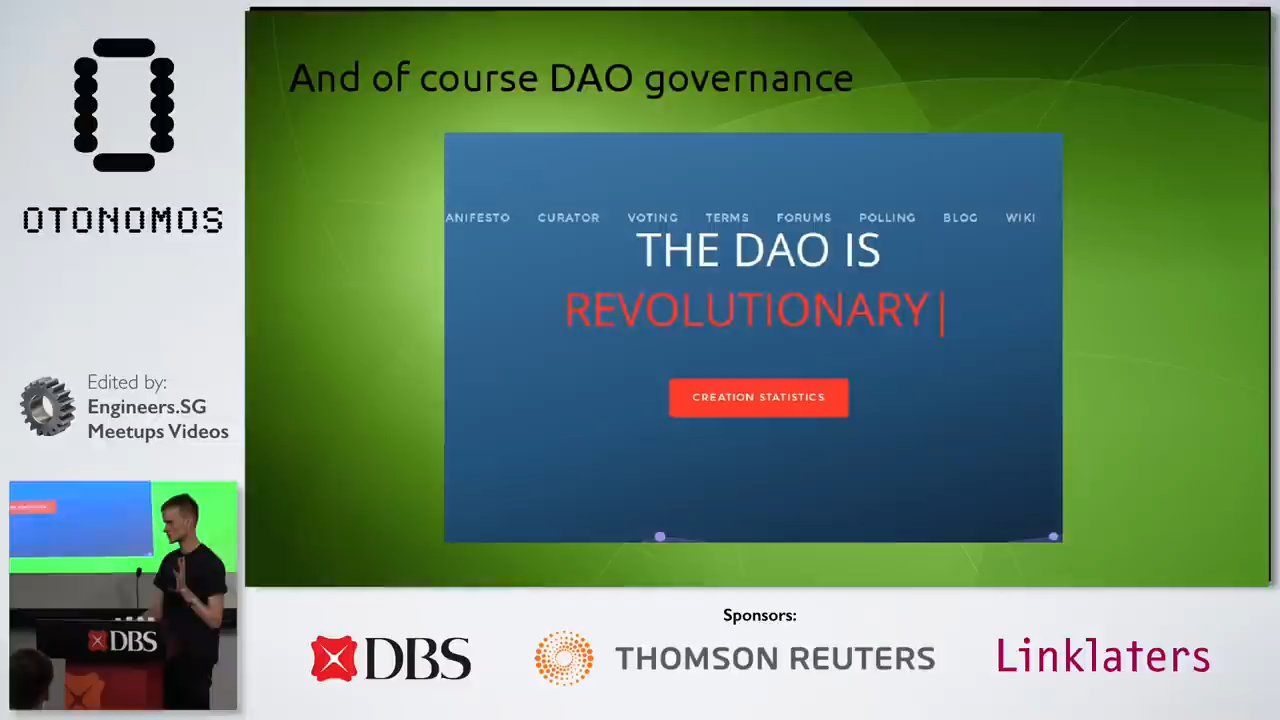 OTONOMOS
Edited by:
Engineers.SG
Meetups Videos
And of course DAO governance
ANIFESTO CURATOR VOTING TERMS FORUMS POLLING BLOG WIKI
THE DAO IS
REVOLUTIONARY|
CREATION STATISTICS
DBS
Sponsors:
DBS
THOMSON REUTERS
Linklaters